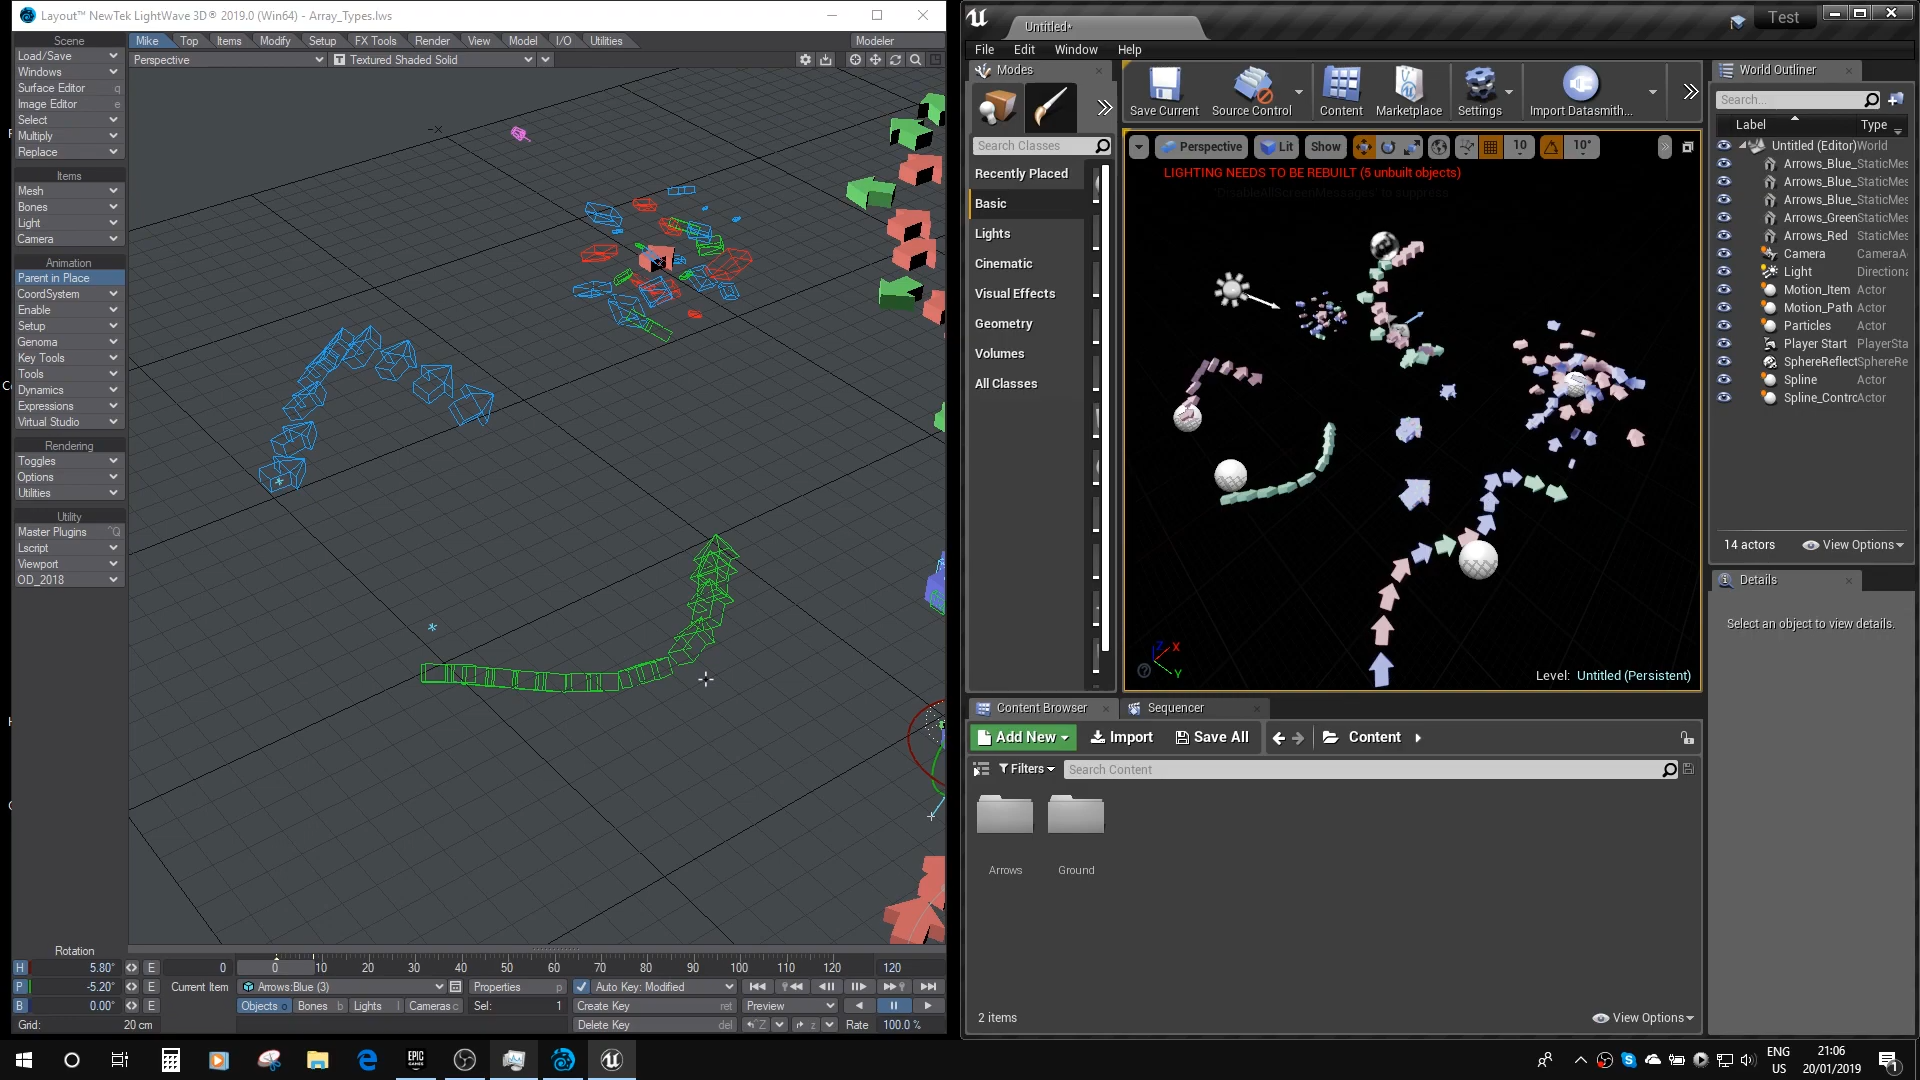 Layout™ NewTek LightWave 3D® 2019.0 (Win64) - Array_Types.lws
Scene
Load/Save
Windows
Surface Editor q
Image Editor e
Select
Multiply
Replace
Items
Mesh
Bones
Light
Camera
Animation
Parent in Place
CoordSystem
Enable
Setup
Genoma
Key Tools
Tools
Dynamics
Expressions
Virtual Studio
Rendering
Toggles
Options
Utilities
Utility
Master Plugins ^Q
Lscript
Viewport
OD_2018
Mike Top Items Modify Setup FX Tools Render View Model I/O Utilities Modeler
Perspective Textured Shaded Solid
-X
Rotation
H 5.80° E 0 0 10 20 30 40 50 60 70 80 90 100 110 120 120
P -5.20° E Current Item Arrows:Blue (3) Properties p Auto Key: Modified
B 0.00° E Objects o Bones b Lights l Cameras c Sel: 1 Create Key ret Preview
Grid: 20 cm Delete Key del Z z Rate 100.0 %
Untitled•
Test
File Edit Window Help
Modes
Search Classes
Recently Placed
Basic
Lights
Cinematic
Visual Effects
Geometry
Volumes
All Classes
Save Current Source Control Content Marketplace Settings Import Datasmith...
Perspective Lit Show 10 10°
LIGHTING NEEDS TO BE REBUILT (5 unbuilt objects)
'DisableAllScreenMessages' to suppress
Z X
Y
Level: Untitled (Persistent)
World Outliner
Search...
Label Type
Untitled (Editor) World
Arrows_Blue_ StaticMes
Arrows_Blue_ StaticMes
Arrows_Blue_ StaticMes
Arrows_Green StaticMes
Arrows_Red StaticMes
Camera CameraA
Light Directiona
Motion_Item Actor
Motion_Path Actor
Particles Actor
Player Start PlayerSta
SphereReflect SphereRe
Spline Actor
Spline_Contro Actor
14 actors View Options
Details
Select an object to view details.
Content Browser Sequencer
Add New Import Save All Content
Filters Search Content
Arrows Ground
2 items View Options
EPIC GAMES
ENG
US
21:06
20/01/2019
1